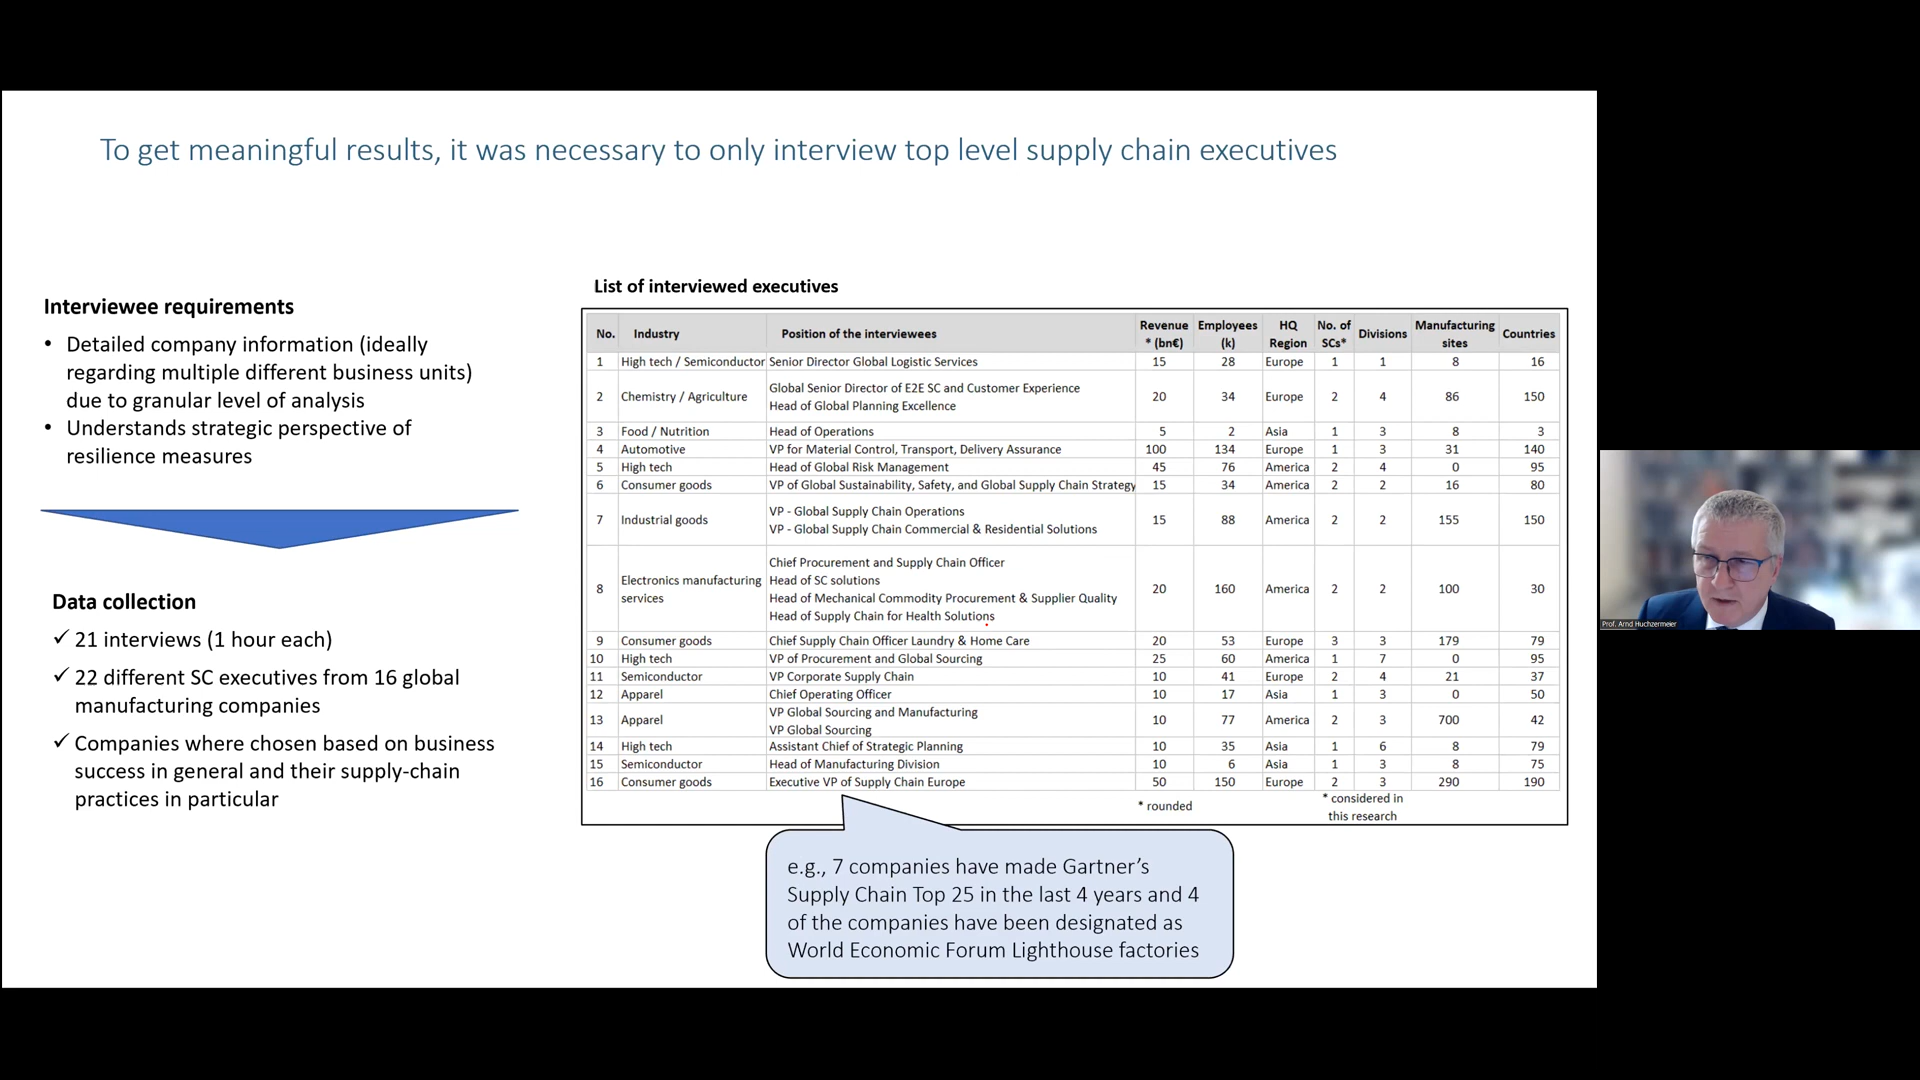 To get meaningful results, it was necessary to only interview top level supply chain executives
Interviewee requirements
• Detailed company information (ideally
regarding multiple different business units)
due to granular level of analysis
• Understands strategic perspective of
resilience measures
Data collection
✓ 21 interviews (1 hour each)
✓ 22 different SC executives from 16 global
manufacturing companies
✓ Companies where chosen based on business
success in general and their supply-chain
practices in particular
List of interviewed executives
No. Industry Position of the interviewees Revenue * (bn€) Employees (k) HQ Region No. of SCs* Divisions Manufacturing sites Countries
1 High tech / Semiconductor Senior Director Global Logistic Services 15 28 Europe 1 1 8 16
2 Chemistry / Agriculture Global Senior Director of E2E SC and Customer Experience
Head of Global Planning Excellence 20 34 Europe 2 4 86 150
3 Food / Nutrition Head of Operations 5 2 Asia 1 3 8 3
4 Automotive VP for Material Control, Transport, Delivery Assurance 100 134 Europe 1 3 31 140
5 High tech Head of Global Risk Management 45 76 America 2 4 0 95
6 Consumer goods VP of Global Sustainability, Safety, and Global Supply Chain Strategy 15 34 America 2 2 16 80
7 Industrial goods VP - Global Supply Chain Operations
VP - Global Supply Chain Commercial & Residential Solutions 15 88 America 2 2 155 150
8 Electronics manufacturing services Chief Procurement and Supply Chain Officer
Head of SC solutions
Head of Mechanical Commodity Procurement & Supplier Quality
Head of Supply Chain for Health Solutions 20 160 America 2 2 100 30
9 Consumer goods Chief Supply Chain Officer Laundry & Home Care 20 53 Europe 3 3 179 79
10 High tech VP of Procurement and Global Sourcing 25 60 America 1 7 0 95
11 Semiconductor VP Corporate Supply Chain 10 41 Europe 2 4 21 37
12 Apparel Chief Operating Officer 10 17 Asia 1 3 0 50
13 Apparel VP Global Sourcing and Manufacturing
VP Global Sourcing 10 77 America 2 3 700 42
14 High tech Assistant Chief of Strategic Planning 10 35 Asia 1 6 8 79
15 Semiconductor Head of Manufacturing Division 10 6 Asia 1 3 8 75
16 Consumer goods Executive VP of Supply Chain Europe 50 150 Europe 2 3 290 190
* rounded
* considered in
this research
e.g., 7 companies have made Gartner's
Supply Chain Top 25 in the last 4 years and 4
of the companies have been designated as
World Economic Forum Lighthouse factories
Prof. Arnd Huchzermeier